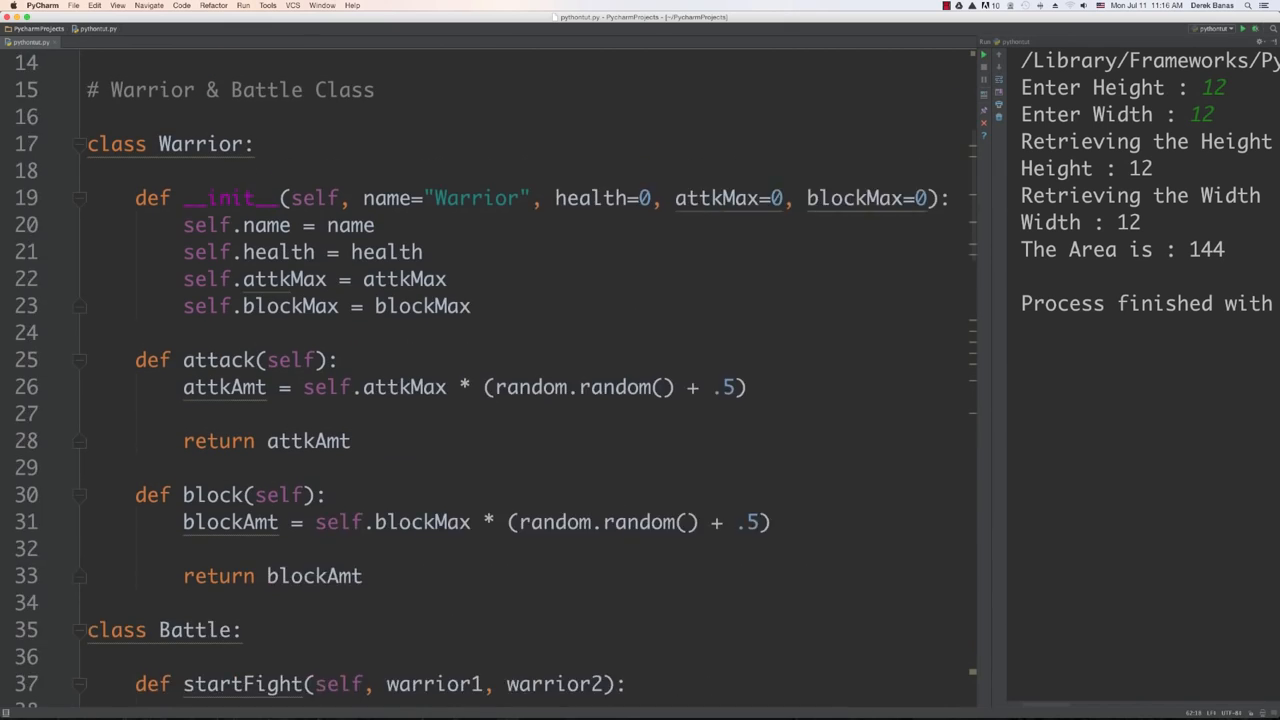 PyCharm File Edit View Navigate Code Refactor Run Tools VCS Window Help
10 Mon Jul 11 11:16 AM Derek Banas
pythontut.py - PycharmProjects - [~/PycharmProjects]
PycharmProjects pythontut.py
pythontut
pythontut.py
Run pythontut
14
15 # Warrior & Battle Class
16
17 class Warrior:
18
19 def __init__(self, name="Warrior", health=0, attkMax=0, blockMax=0):
20 self.name = name
21 self.health = health
22 self.attkMax = attkMax
23 self.blockMax = blockMax
24
25 def attack(self):
26 attkAmt = self.attkMax * (random.random() + .5)
27
28 return attkAmt
29
30 def block(self):
31 blockAmt = self.blockMax * (random.random() + .5)
32
33 return blockAmt
34
35 class Battle:
36
37 def startFight(self, warrior1, warrior2):
/Library/Frameworks/Py
Enter Height : 12
Enter Width : 12
Retrieving the Height
Height : 12
Retrieving the Width
Width : 12
The Area is : 144
Process finished with
62:18 LF÷ UTF-8÷